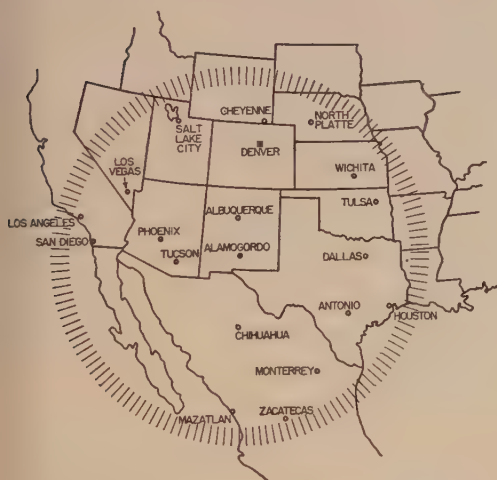 CHEYENNE
NORTH
PLATTE
SALT
LAKE
CITY
DENVER
LOS
VEGAS
WICHITA
TULSA
LOS ANGELES
ALBUQUERQUE
SAN DIEGO
PHOENIX
TUCSON
ALAMOGORDO
DALLAS
ANTONIO
HOUSTON
CHIHUAHUA
MONTERREY
MAZATLAN
ZACATECAS